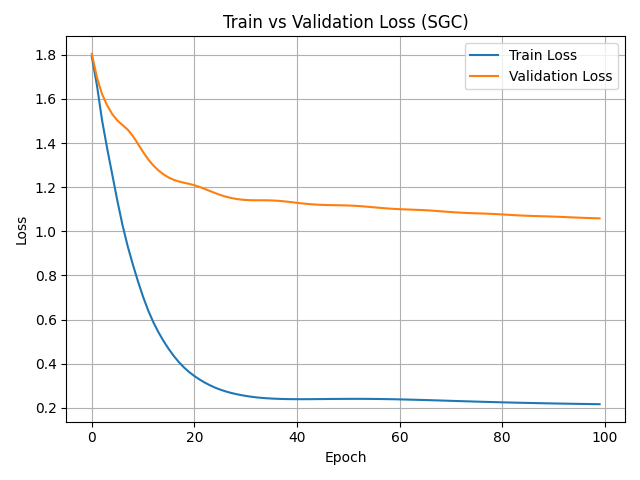 Train vs Validation Loss (SGC)
Train Loss
Validation Loss
Loss
1.8
1.6
1.4
1.2
1.0
0.8
0.6
0.4
0.2
0 20 40 60 80 100
Epoch